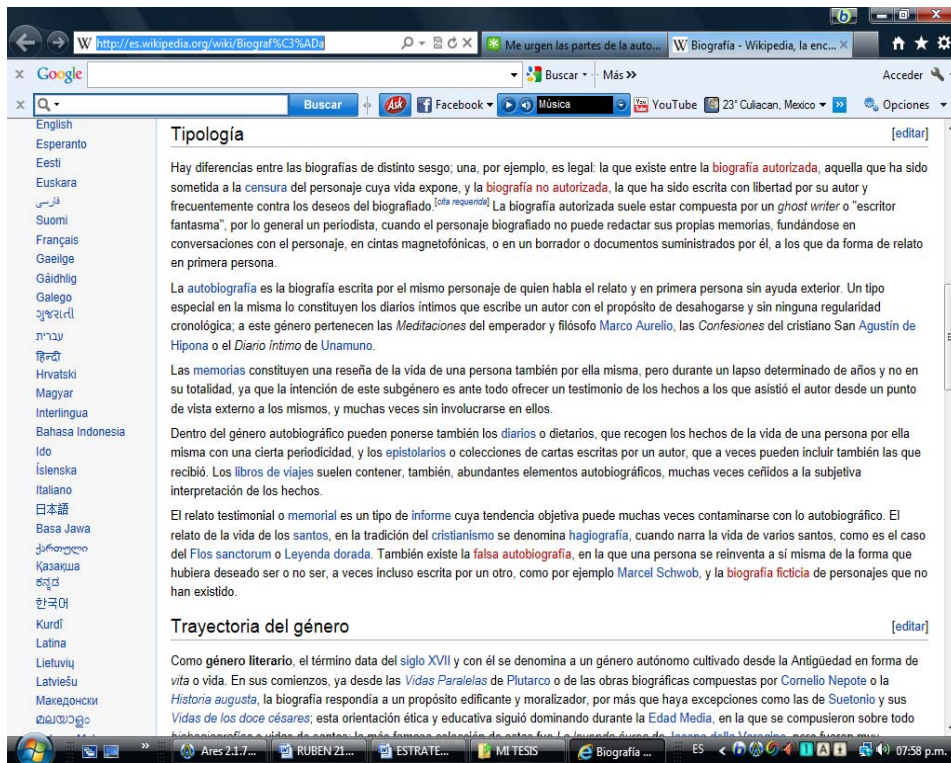 http://es.wikipedia.org/wiki/Biograf%C3%ADa
Me urgen las partes de la auto...
Biografía - Wikipedia, la enc...
Google
Buscar
Más >>
Acceder
Buscar
Ask
Facebook
Música
YouTube
23° Culiacan, Mexico
Opciones
English
Esperanto
Eesti
Euskara
فارسی
Suomi
Français
Gaeilge
Gàidhlig
Galego
ગુજરાતી
עברית
हिन्दी
Hrvatski
Magyar
Interlingua
Bahasa Indonesia
Ido
Íslenska
Italiano
日本語
Basa Jawa
ქართული
Қазақша
ಕನ್ನಡ
한국어
Kurdî
Latina
Lietuvių
Latviešu
Македонски
മലയാളം
Tipología
[editar]
Hay diferencias entre las biografías de distinto sesgo; una, por ejemplo, es legal: la que existe entre la biografía autorizada, aquella que ha sido
sometida a la censura del personaje cuya vida expone, y la biografía no autorizada, la que ha sido escrita con libertad por su autor y
frecuentemente contra los deseos del biografiado.[cita requerida] La biografía autorizada suele estar compuesta por un ghost writer o "escritor
fantasma", por lo general un periodista, cuando el personaje biografiado no puede redactar sus propias memorias, fundándose en
conversaciones con el personaje, en cintas magnetofónicas, o en un borrador o documentos suministrados por él, a los que da forma de relato
en primera persona.
La autobiografía es la biografía escrita por el mismo personaje de quien habla el relato y en primera persona sin ayuda exterior. Un tipo
especial en la misma lo constituyen los diarios íntimos que escribe un autor con el propósito de desahogarse y sin ninguna regularidad
cronológica; a este género pertenecen las Meditaciones del emperador y filósofo Marco Aurelio, las Confesiones del cristiano San Agustín de
Hipona o el Diario íntimo de Unamuno.
Las memorias constituyen una reseña de la vida de una persona también por ella misma, pero durante un lapso determinado de años y no en
su totalidad, ya que la intención de este subgénero es ante todo ofrecer un testimonio de los hechos a los que asistió el autor desde un punto
de vista externo a los mismos, y muchas veces sin involucrarse en ellos.
Dentro del género autobiográfico pueden ponerse también los diarios o dietarios, que recogen los hechos de la vida de una persona por ella
misma con una cierta periodicidad, y los epistolarios o colecciones de cartas escritas por un autor, que a veces pueden incluir también las que
recibió. Los libros de viajes suelen contener, también, abundantes elementos autobiográficos, muchas veces ceñidos a la subjetiva
interpretación de los hechos.
El relato testimonial o memorial es un tipo de informe cuya tendencia objetiva puede muchas veces contaminarse con lo autobiográfico. El
relato de la vida de los santos, en la tradición del cristianismo se denomina hagiografía, cuando narra la vida de varios santos, como es el caso
del Flos sanctorum o Leyenda dorada. También existe la falsa autobiografía, en la que una persona se reinventa a sí misma de la forma que
hubiera deseado ser o no ser, a veces incluso escrita por un otro, como por ejemplo Marcel Schwob, y la biografía ficticia de personajes que no
han existido.
Trayectoria del género
[editar]
Como género literario, el término data del siglo XVII y con él se denomina a un género autónomo cultivado desde la Antigüedad en forma de
vita o vida. En sus comienzos, ya desde las Vidas Paralelas de Plutarco o de las obras biográficas compuestas por Cornelio Nepote o la
Historia augusta, la biografía respondía a un propósito edificante y moralizador, por más que haya excepciones como las de Suetonio y sus
Vidas de los doce césares; esta orientación ética y educativa siguió dominando durante la Edad Media, en la que se compusieron sobre todo
Ares 2.1.7...
RUBEN 21...
ESTRATE...
MI TESIS
Biografía ...
ES
07:58 p.m.